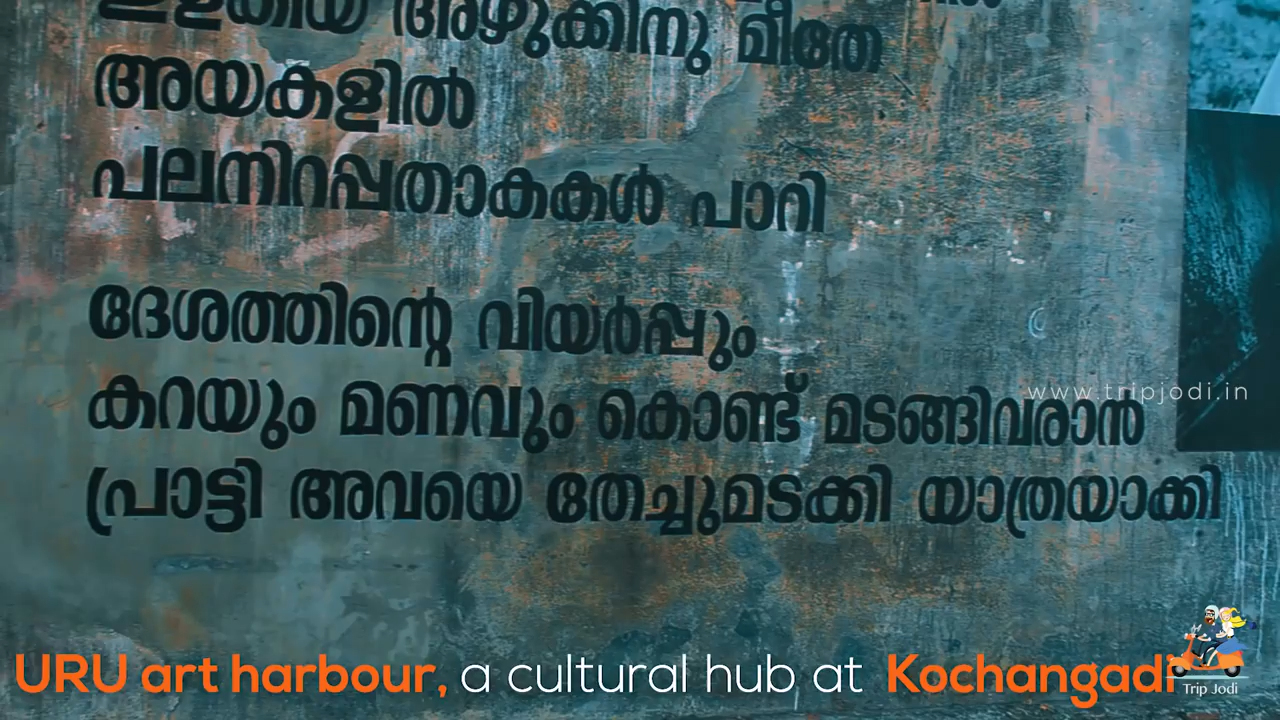 അഴുക്കിനു മീതേ
അയകളിൽ
പലനിറപ്പതാകകൾ പാറി
ദേശത്തിന്റെ വിയർപ്പും
കറയും മണവും കൊണ്ട് മടങ്ങിവരാൻ
പ്രാട്ടി അവയെ തേച്ചുമടക്കി യാത്രയാക്കി
www.tripjodi.in
URU art harbour, a cultural hub at Kochangadi
Trip Jodi